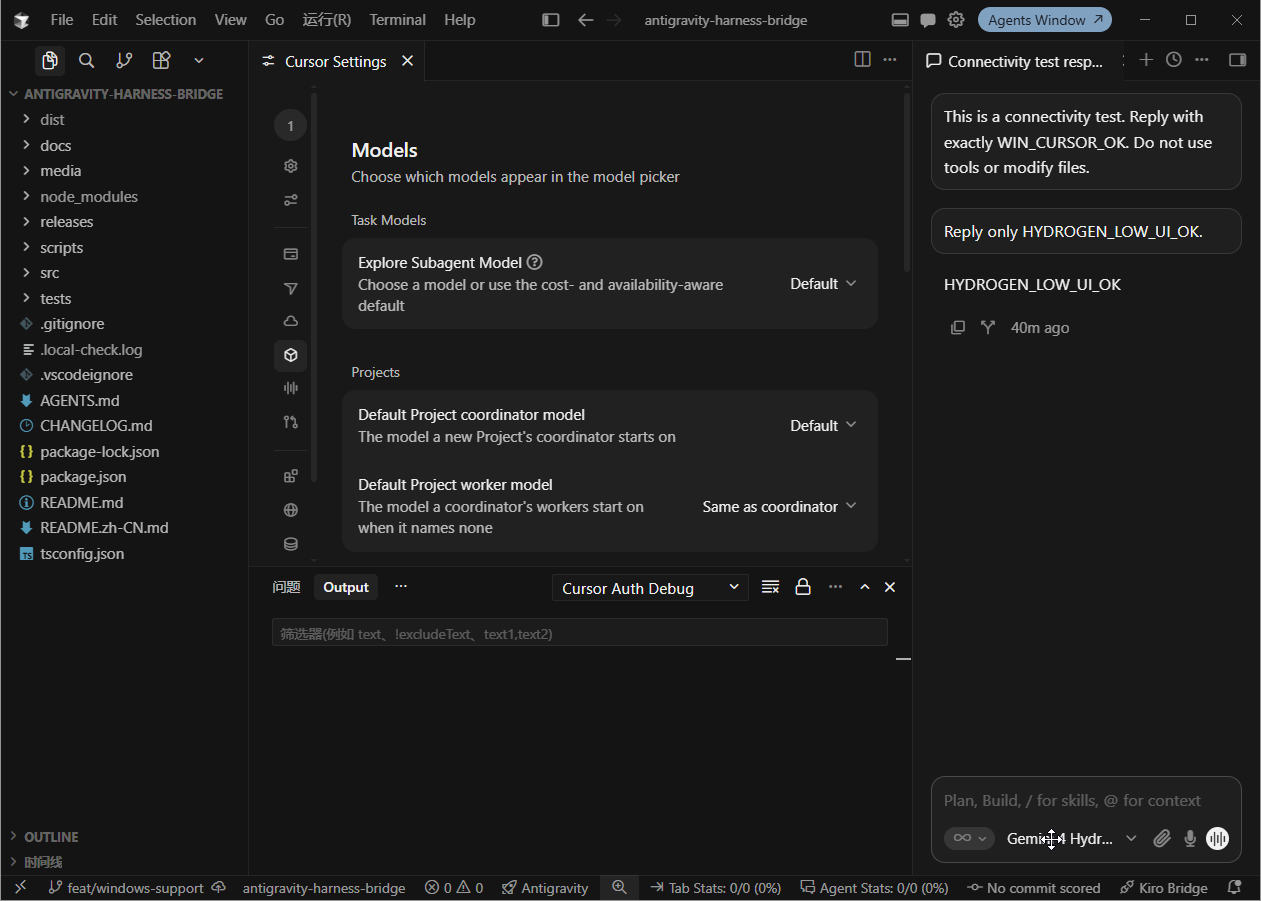 File Edit Selection View Go 运行(R) Terminal Help
antigravity-harness-bridge
Agents Window
ANTIGRAVITY-HARNESS-BRIDGE
dist
docs
media
node_modules
releases
scripts
src
tests
.gitignore
.local-check.log
.vscodeignore
AGENTS.md
CHANGELOG.md
package-lock.json
package.json
README.md
README.zh-CN.md
tsconfig.json
OUTLINE
时间线
Cursor Settings
1
Models
Choose which models appear in the model picker
Task Models
Explore Subagent Model
Choose a model or use the cost- and availability-aware
default
Default
Projects
Default Project coordinator model
The model a new Project's coordinator starts on
Default
Default Project worker model
The model a coordinator's workers start on
when it names none
Same as coordinator
问题 Output
Cursor Auth Debug
筛选器(例如 text、!excludeText、text1,text2)
Connectivity test resp...
This is a connectivity test. Reply with
exactly WIN_CURSOR_OK. Do not use
tools or modify files.
Reply only HYDROGEN_LOW_UI_OK.
HYDROGEN_LOW_UI_OK
40m ago
Plan, Build, / for skills, @ for context
Gemini 4 Hydr...
feat/windows-support antigravity-harness-bridge 0 0 Antigravity Tab Stats: 0/0 (0%) Agent Stats: 0/0 (0%) No commit scored Kiro Bridge